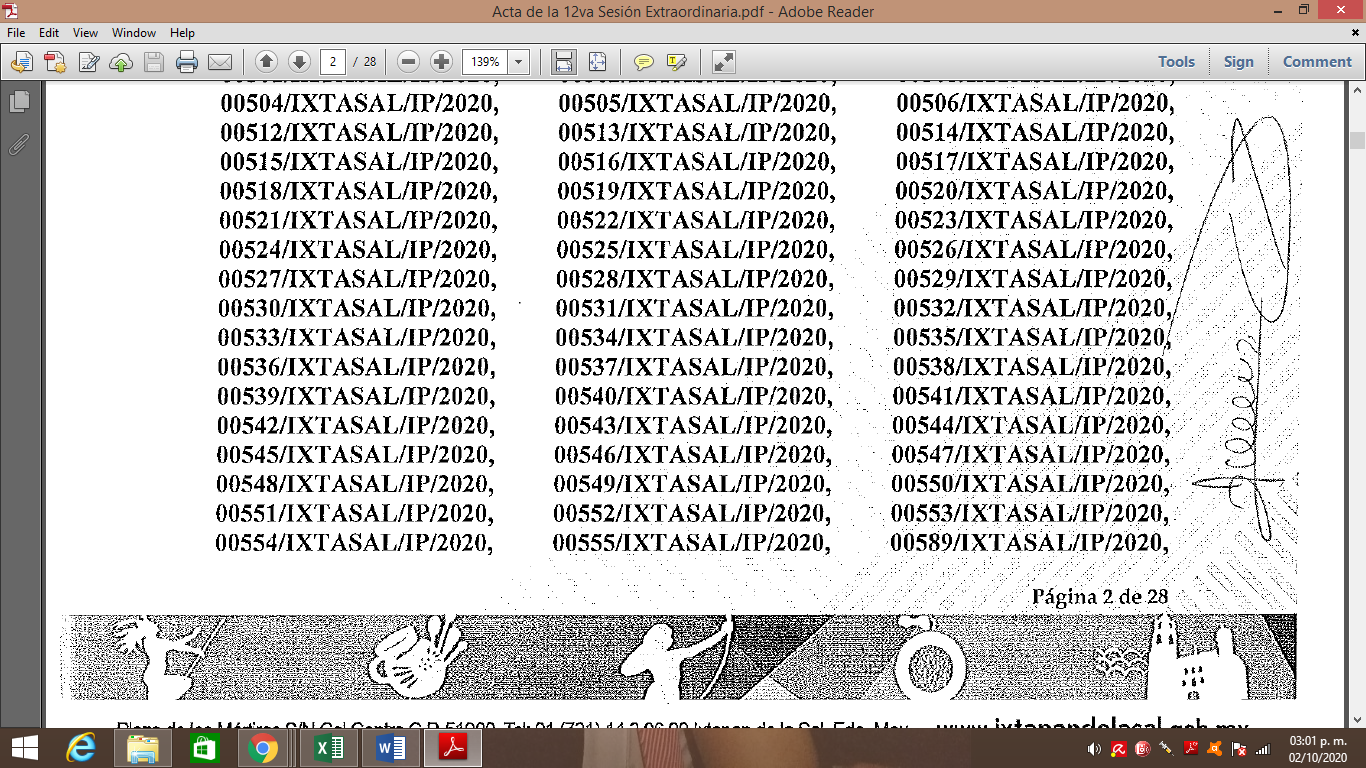 Acta de la 12va Sesión Extraordinaria.pdf - Adobe Reader
File Edit View Window Help
2 / 28 139% Tools Sign Comment
00504/IXTASAL/IP/2020, 00505/IXTASAL/IP/2020, 00506/IXTASAL/IP/2020,
00512/IXTASAL/IP/2020, 00513/IXTASAL/IP/2020, 00514/IXTASAL/IP/2020,
00515/IXTASAL/IP/2020, 00516/IXTASAL/IP/2020, 00517/IXTASAL/IP/2020,
00518/IXTASAL/IP/2020, 00519/IXTASAL/IP/2020, 00520/IXTASAL/IP/2020,
00521/IXTASAL/IP/2020, 00522/IXTASAL/IP/2020, 00523/IXTASAL/IP/2020,
00524/IXTASAL/IP/2020, 00525/IXTASAL/IP/2020, 00526/IXTASAL/IP/2020,
00527/IXTASAL/IP/2020, 00528/IXTASAL/IP/2020, 00529/IXTASAL/IP/2020,
00530/IXTASAL/IP/2020, 00531/IXTASAL/IP/2020, 00532/IXTASAL/IP/2020,
00533/IXTASAL/IP/2020, 00534/IXTASAL/IP/2020, 00535/IXTASAL/IP/2020,
00536/IXTASAL/IP/2020, 00537/IXTASAL/IP/2020, 00538/IXTASAL/IP/2020,
00539/IXTASAL/IP/2020, 00540/IXTASAL/IP/2020, 00541/IXTASAL/IP/2020,
00542/IXTASAL/IP/2020, 00543/IXTASAL/IP/2020, 00544/IXTASAL/IP/2020,
00545/IXTASAL/IP/2020, 00546/IXTASAL/IP/2020, 00547/IXTASAL/IP/2020,
00548/IXTASAL/IP/2020, 00549/IXTASAL/IP/2020, 00550/IXTASAL/IP/2020,
00551/IXTASAL/IP/2020, 00552/IXTASAL/IP/2020, 00553/IXTASAL/IP/2020,
00554/IXTASAL/IP/2020, 00555/IXTASAL/IP/2020, 00589/IXTASAL/IP/2020,
Página 2 de 28
www.ixtapandelasal.gob.mx
03:01 p. m.
02/10/2020